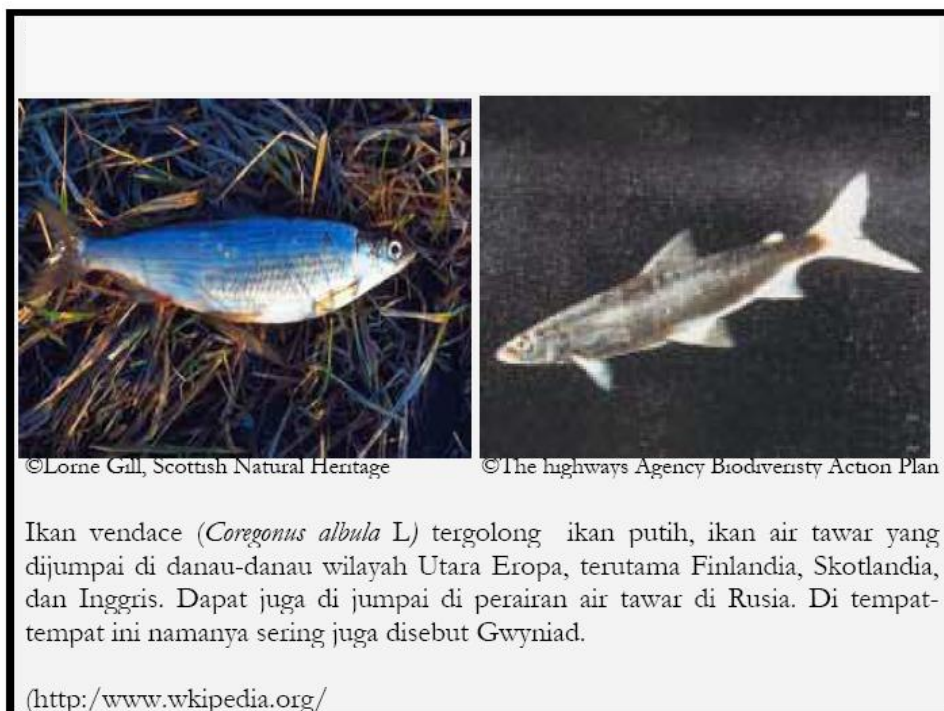 ©Lorne Gill, Scottish Natural Heritage
©The highways Agency Biodiveristy Action Plan
Ikan vendace (Coregonus albula L) tergolong ikan putih, ikan air tawar yang
dijumpai di danau-danau wilayah Utara Eropa, terutama Finlandia, Skotlandia,
dan Inggris. Dapat juga di jumpai di perairan air tawar di Rusia. Di tempat-
tempat ini namanya sering juga disebut Gwyniad.
(http:/www.wkipedia.org/